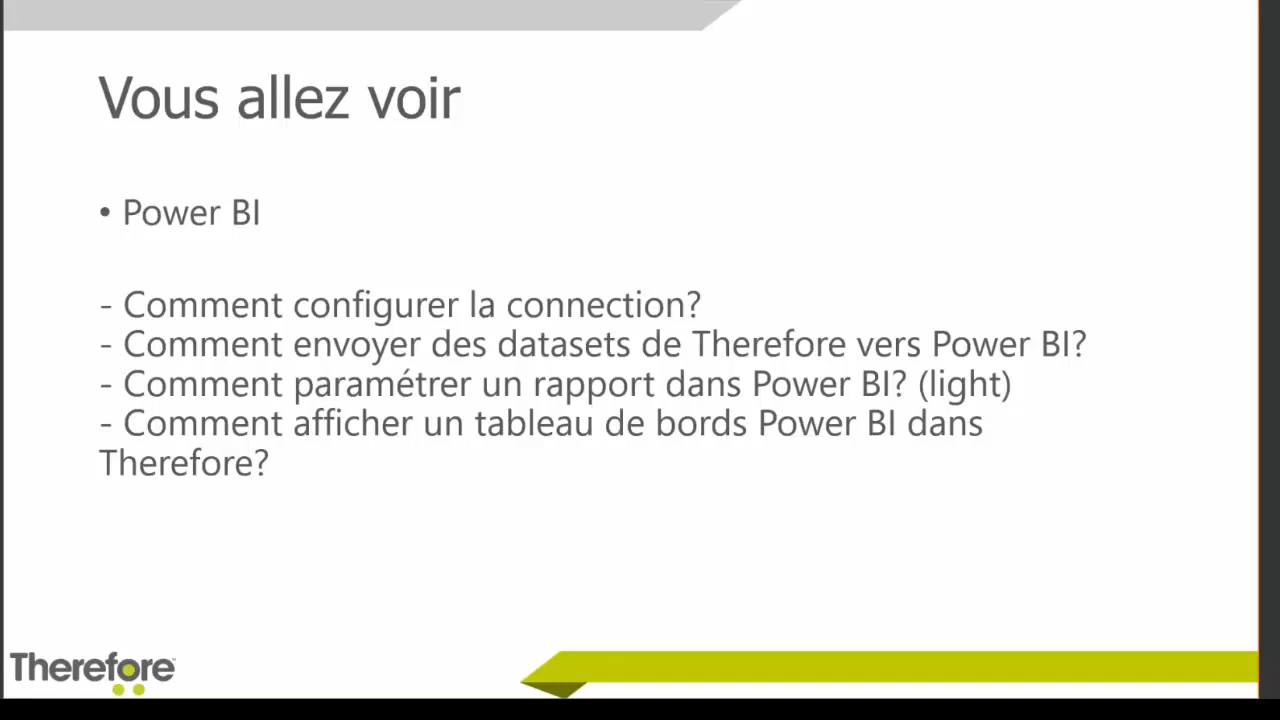 Vous allez voir
• Power BI
- Comment configurer la connection?
- Comment envoyer des datasets de Therefore vers Power BI?
- Comment paramétrer un rapport dans Power BI? (light)
- Comment afficher un tableau de bords Power BI dans
Therefore?
Therefore